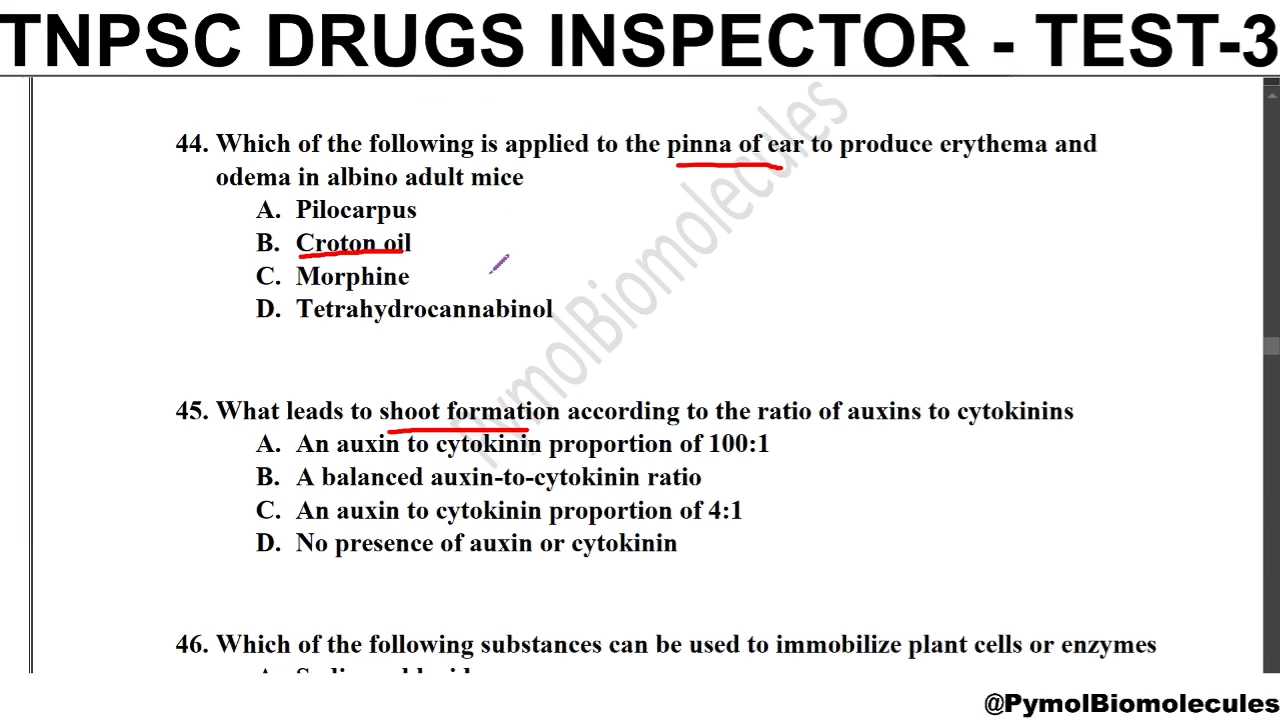 TNPSC DRUGS INSPECTOR - TEST-3
44. Which of the following is applied to the pinna of ear to produce erythema and
odema in albino adult mice
A. Pilocarpus
B. Croton oil
C. Morphine
D. Tetrahydrocannabinol
PymolBiomolecules
45. What leads to shoot formation according to the ratio of auxins to cytokinins
A. An auxin to cytokinin proportion of 100:1
B. A balanced auxin-to-cytokinin ratio
C. An auxin to cytokinin proportion of 4:1
D. No presence of auxin or cytokinin
46. Which of the following substances can be used to immobilize plant cells or enzymes
@PymolBiomolecules